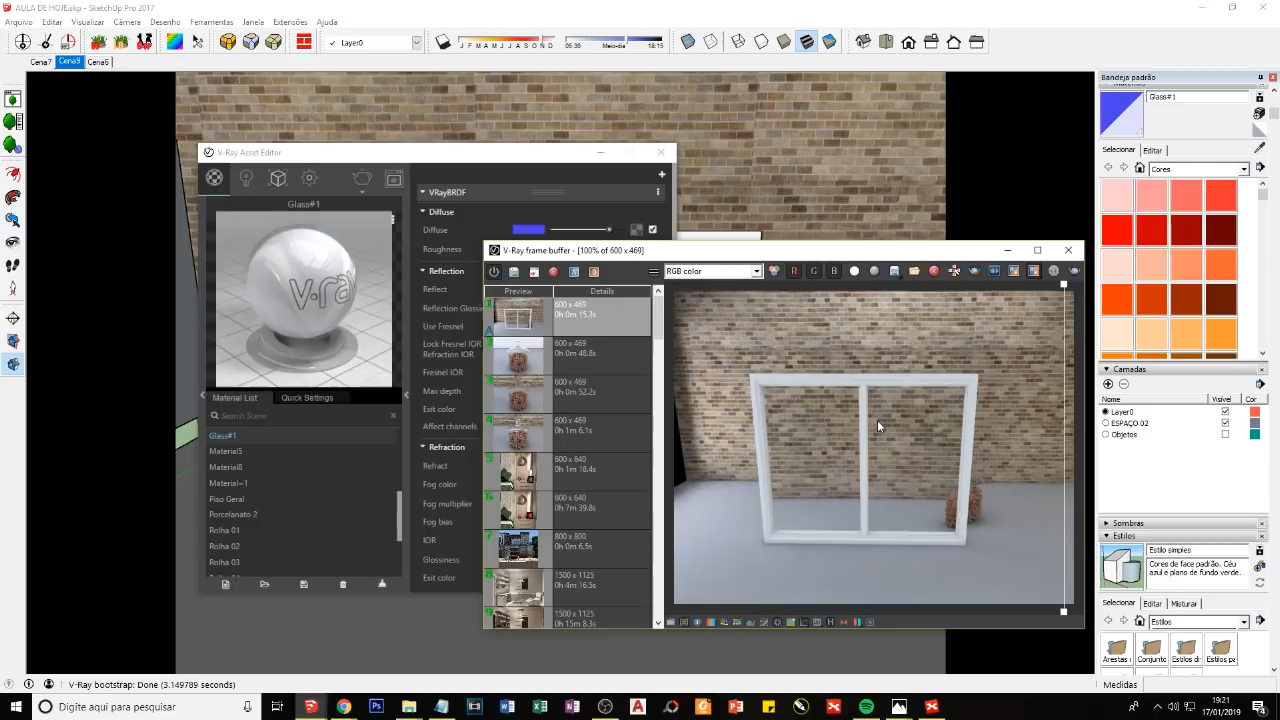 AULA DE HOJE.skp - SketchUp Pro 2017
Arquivo Editar Visualizar Câmera Desenho Ferramentas Janela Extensões Ajuda
Layer0
J F M A M J J A S O N D
05:38 Meio-dia 18:15
Cena7 Cena9 Cena6
V-Ray Asset Editor
Glass#1
Material List
Quick Settings
Search Scene
Glass#1
Material5
Material8
Material~1
Piso Geral
Porcelanato 2
Rolha 01
Rolha 02
Rolha 03
VRayBRDF
Diffuse
Diffuse
Roughness
Reflection
Reflect
Reflection Glossin
Use Fresnel
Lock Fresnel IOR
Refraction IOR
Fresnel IOR
Max depth
Exit color
Affect channels
Refraction
Refract
Fog color
Fog multiplier
Fog bias
IOR
Glossiness
Exit color
V-Ray frame buffer - [100% of 600 x 469]
RGB color
R G B
Preview Details
600 x 469
0h 0m 15.3s
600 x 469
0h 0m 48.8s
600 x 469
0h 0m 52.2s
600 x 469
0h 1m 6.1s
600 x 640
0h 1m 18.4s
600 x 640
0h 7m 39.8s
800 x 800
0h 0m 6.5s
1500 x 1125
0h 4m 16.5s
1500 x 1125
0h 15m 8.3s
Bandeja padrão
Materiais
Glass#1
Selecionar Editar
Cores
Camadas
Nome Visível Cor
Layer0
ESPAÇO 02
Objetos
Sombras
Estilos
Estilo simples
Cores de face padrão. Céu azul e plano de fundo verde.
Selecionar Editar Misturar
Estilos
Arestas Conjunto Estilos d Estilos pa
Medidas
V-Ray bootstrap: Done (3.149789 seconds)
Digite aqui para pesquisar
19:21
17/01/2019